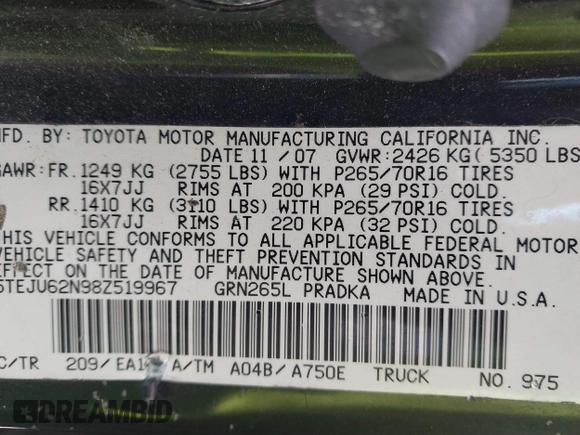 MFD. BY: TOYOTA MOTOR MANUFACTURING CALIFORNIA INC.
DATE 11 / 07 GVWR: 2426 KG ( 5350 LBS
GAWR: FR. 1249 KG (2755 LBS) WITH P265/70R16 TIRES
16X7JJ RIMS AT 200 KPA (29 PSI) COLD.
RR. 1410 KG (3110 LBS) WITH P265/70R16 TIRES
16X7JJ RIMS AT 220 KPA (32 PSI) COLD.
THIS VEHICLE CONFORMS TO ALL APPLICABLE FEDERAL MOTOR
VEHICLE SAFETY AND THEFT PREVENTION STANDARDS IN
EFFECT ON THE DATE OF MANUFACTURE SHOWN ABOVE.
5TEJU62N98Z519967 GRN265L PRADKA MADE IN U.S.A.
C/TR 209/ A/TM A04B/A750E TRUCK NO. 975
DREAMBID